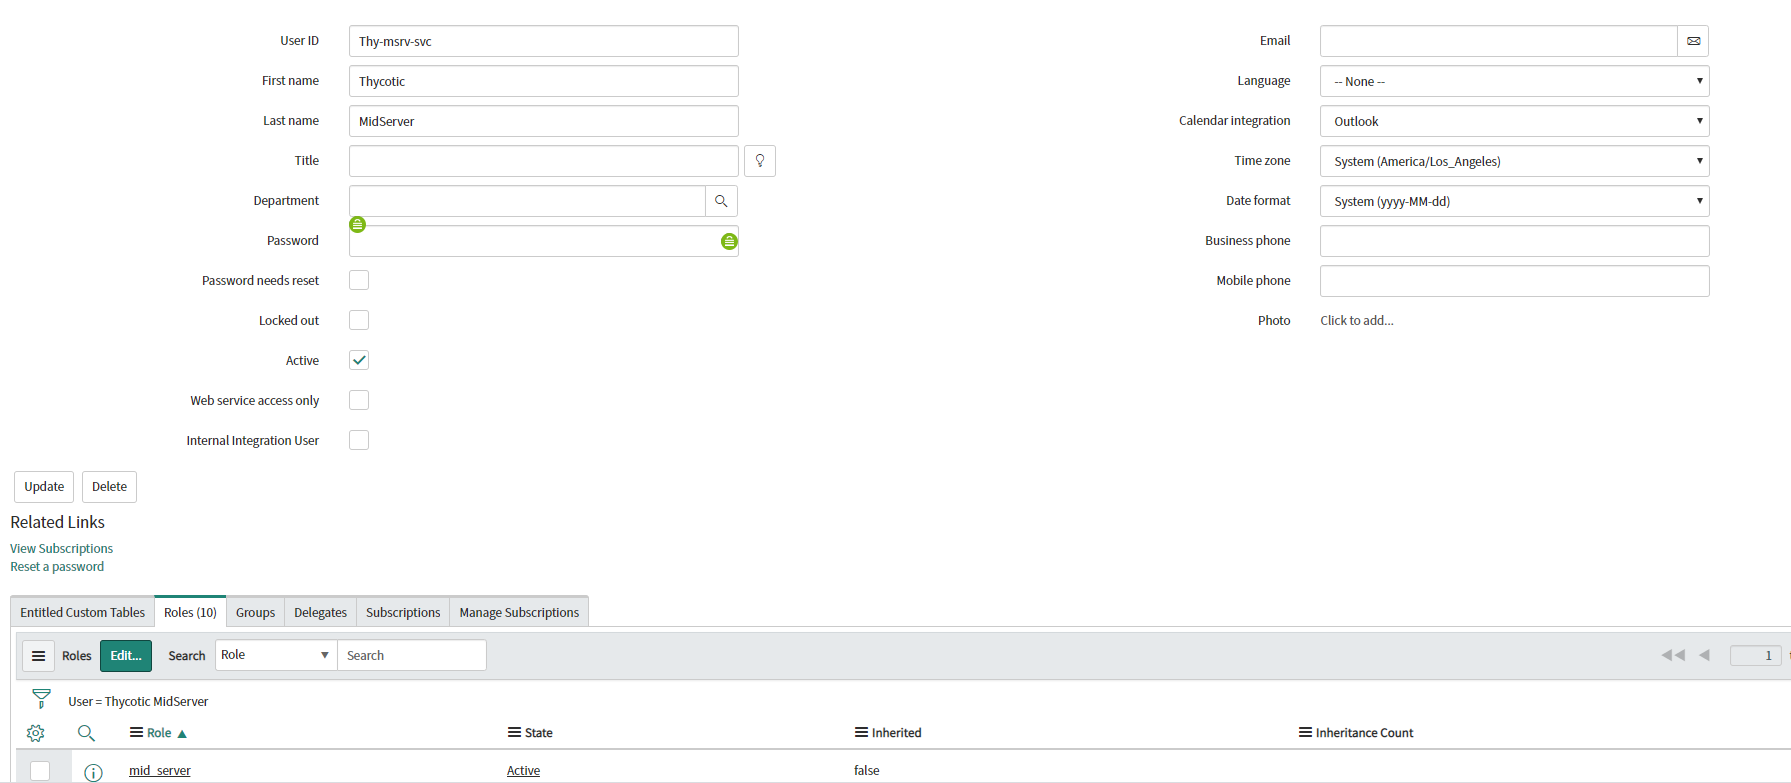 User ID Thy-msrv-svc
First name Thycotic
Last name MidServer
Title
Department
Password
Password needs reset
Locked out
Active
Web service access only
Internal Integration User
Email
Language -- None --
Calendar integration Outlook
Time zone System (America/Los_Angeles)
Date format System (yyyy-MM-dd)
Business phone
Mobile phone
Photo Click to add...
Update Delete
Related Links
View Subscriptions
Reset a password
Entitled Custom Tables Roles (10) Groups Delegates Subscriptions Manage Subscriptions
Roles Edit... Search Role Search 1
User = Thycotic MidServer
Role State Inherited Inheritance Count
mid_server Active false